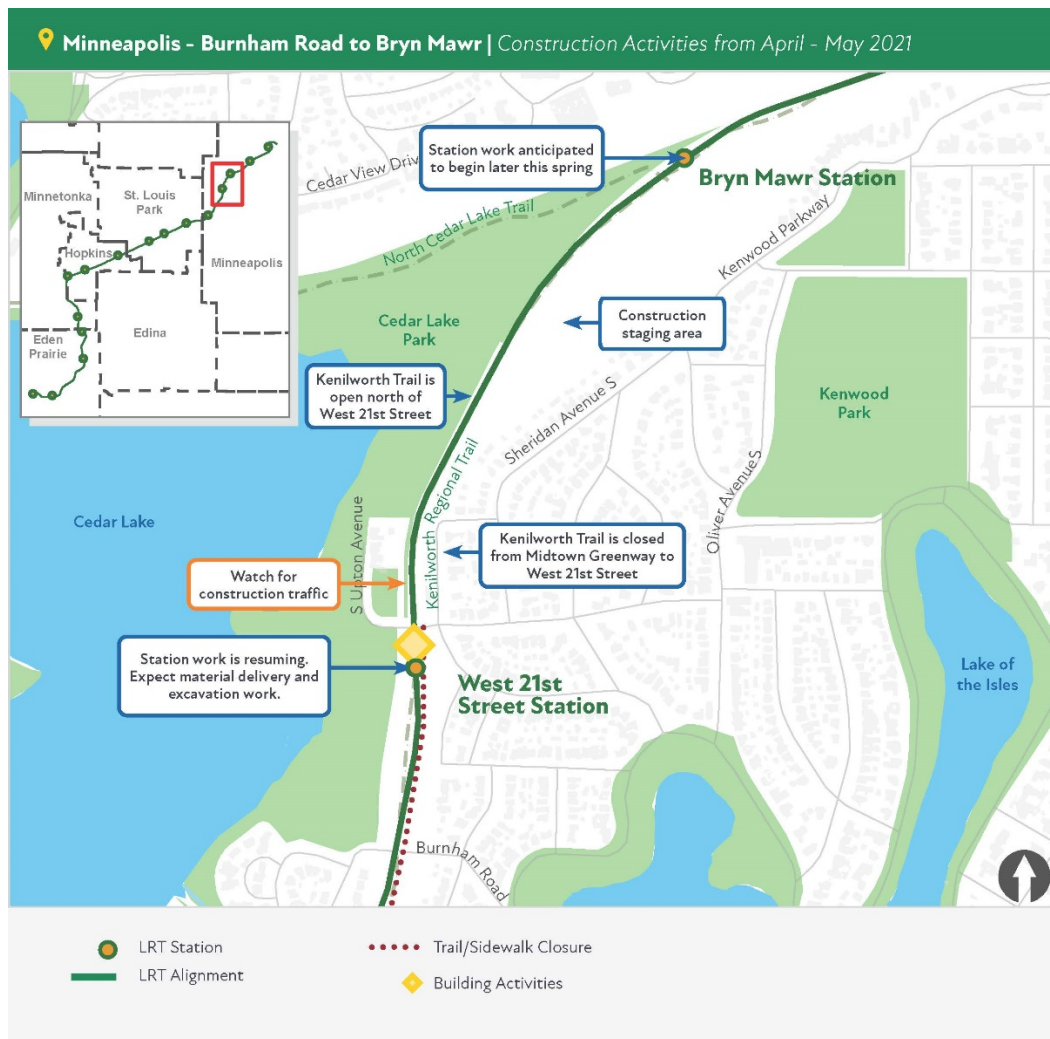 Minneapolis - Burnham Road to Bryn Mawr | Construction Activities from April - May 2021
Minnetonka
St. Louis
Park
Hopkins
Minneapolis
Edina
Eden
Prairie
Cedar View Driv
Station work anticipated
to begin later this spring
Bryn Mawr Station
North Cedar Lake Trail
Kenwood Parkway
Cedar Lake
Park
Construction
staging area
Kenilworth Trail is
open north of
West 21st Street
Sheridan Avenue S
Kenwood
Park
Cedar Lake
S Upton Avenue
Kenilworth Regional Trail
Oliver Avenue S
Kenilworth Trail is closed
from Midtown Greenway to
West 21st Street
Watch for
construction traffic
Station work is resuming.
Expect material delivery and
excavation work.
West 21st
Street Station
Lake of
the Isles
Burnham
Road
LRT Station
LRT Alignment
Trail/Sidewalk Closure
Building Activities